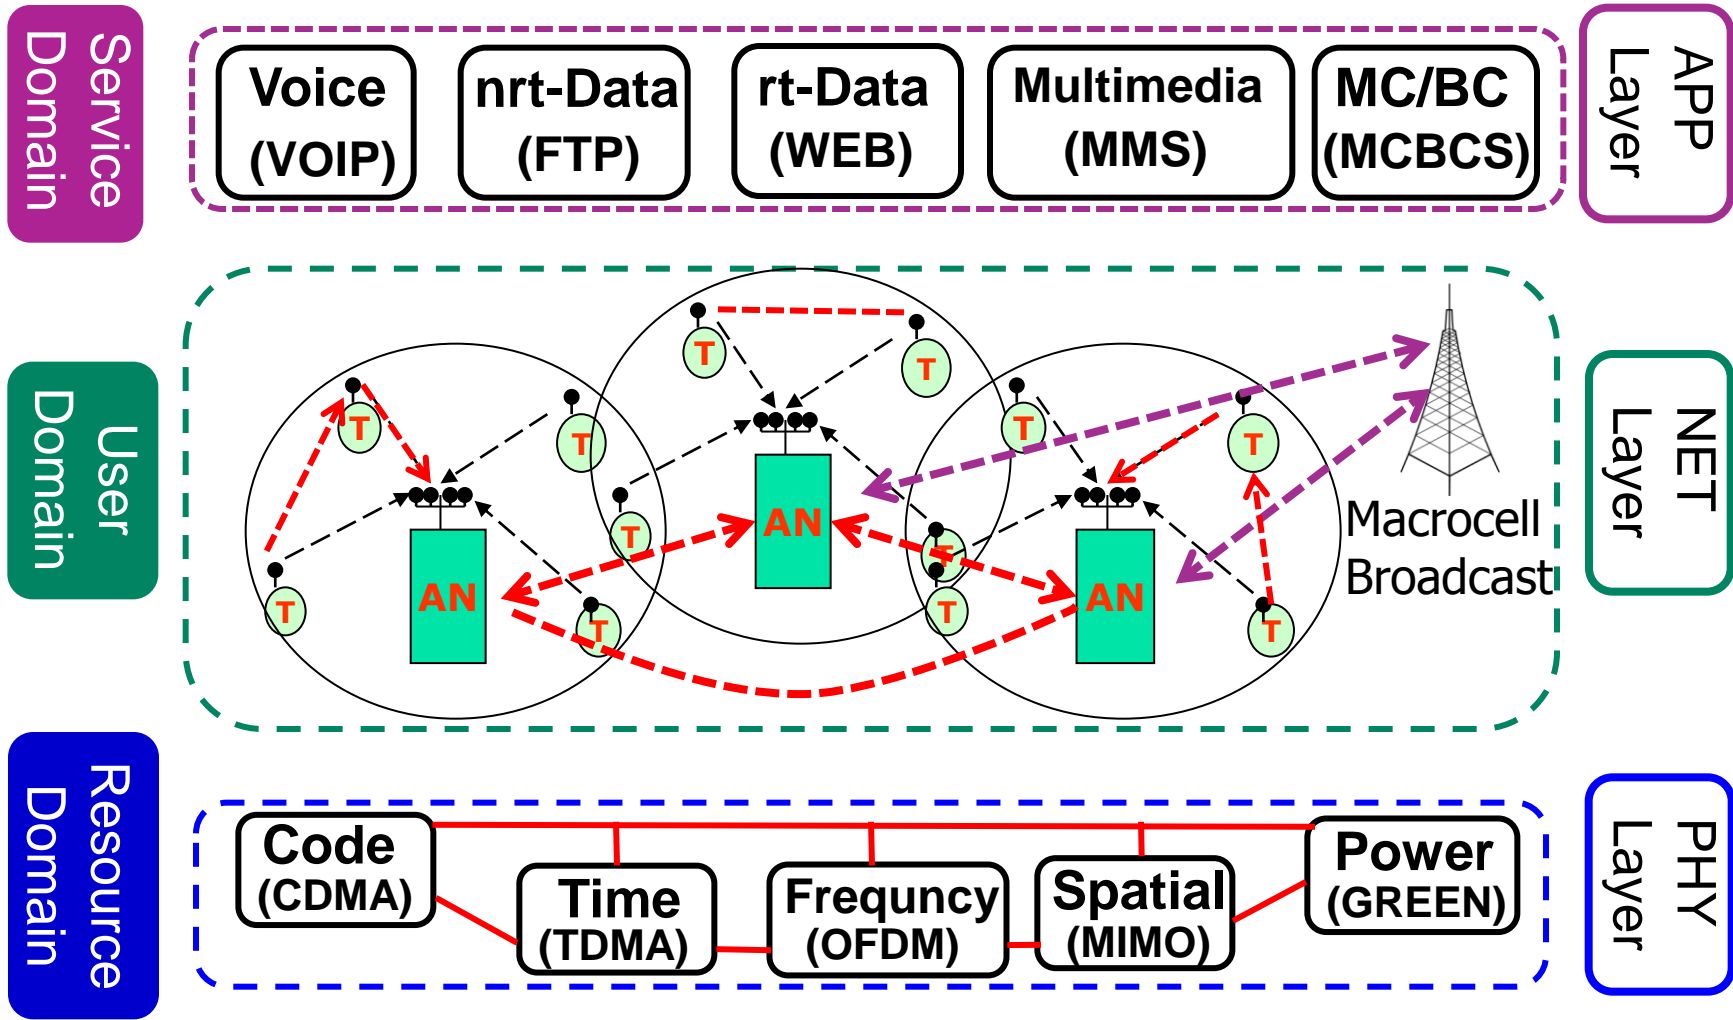 Service
Domain
Voice
(VOIP)
nrt-Data
(FTP)
rt-Data
(WEB)
Multimedia
(MMS)
MC/BC
(MCBCS)
APP
Layer
User
Domain
T
T
T
T
T
T
T
T
T
T
T
T
T
AN
AN
AN
Macrocell
Broadcast
NET
Layer
Resource
Domain
Code
(CDMA)
Time
(TDMA)
Frequncy
(OFDM)
Spatial
(MIMO)
Power
(GREEN)
PHY
Layer